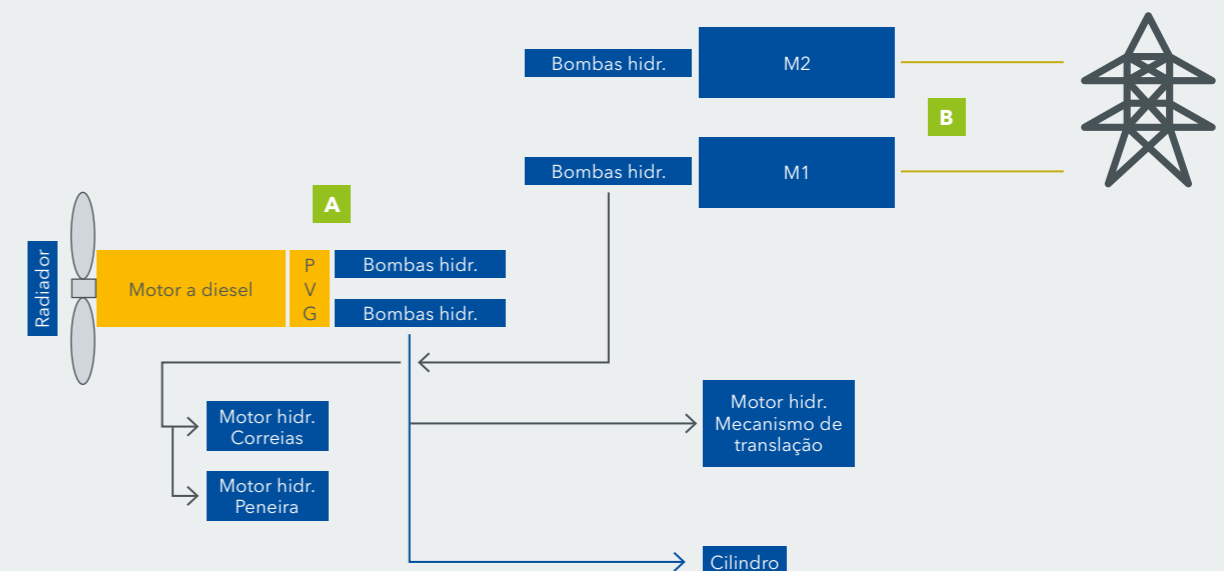 Bombas hidr.
M2
B
Bombas hidr.
M1
A
Radiador
Motor a diesel
P
V
G
Bombas hidr.
Bombas hidr.
Motor hidr.
Correias
Motor hidr.
Mecanismo de
translação
Motor hidr.
Peneira
Cilindro